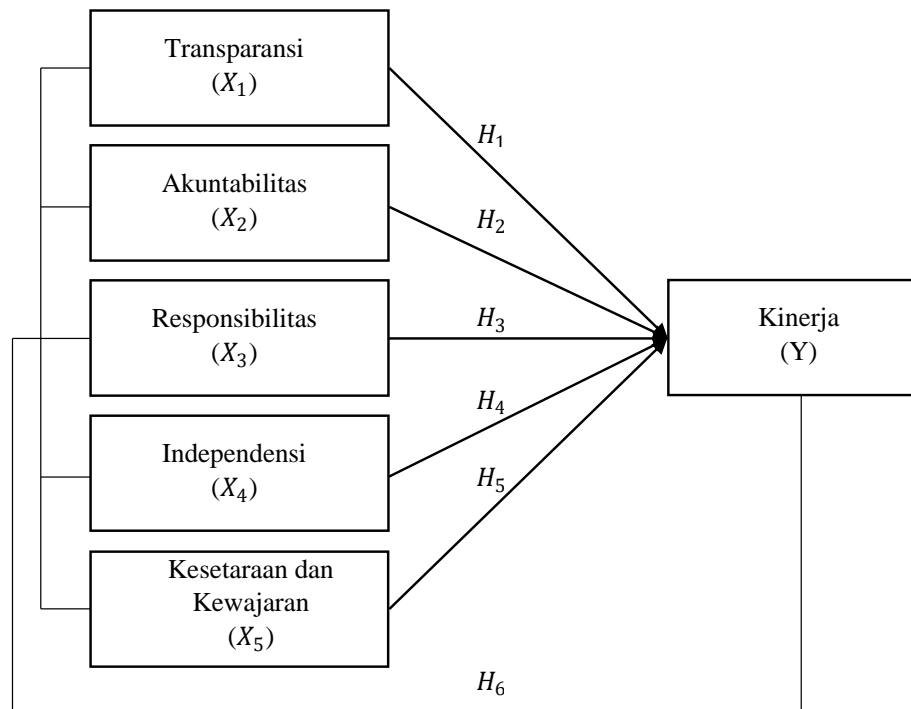 Transparansi
(𝑋₁)
𝐻₁
Akuntabilitas
(𝑋₂)
𝐻₂
Responsibilitas
(𝑋₃)
𝐻₃
Kinerja
(Y)
𝐻₄
Independensi
(𝑋₄)
𝐻₅
Kesetaraan dan
Kewajaran
(𝑋₅)
𝐻₆